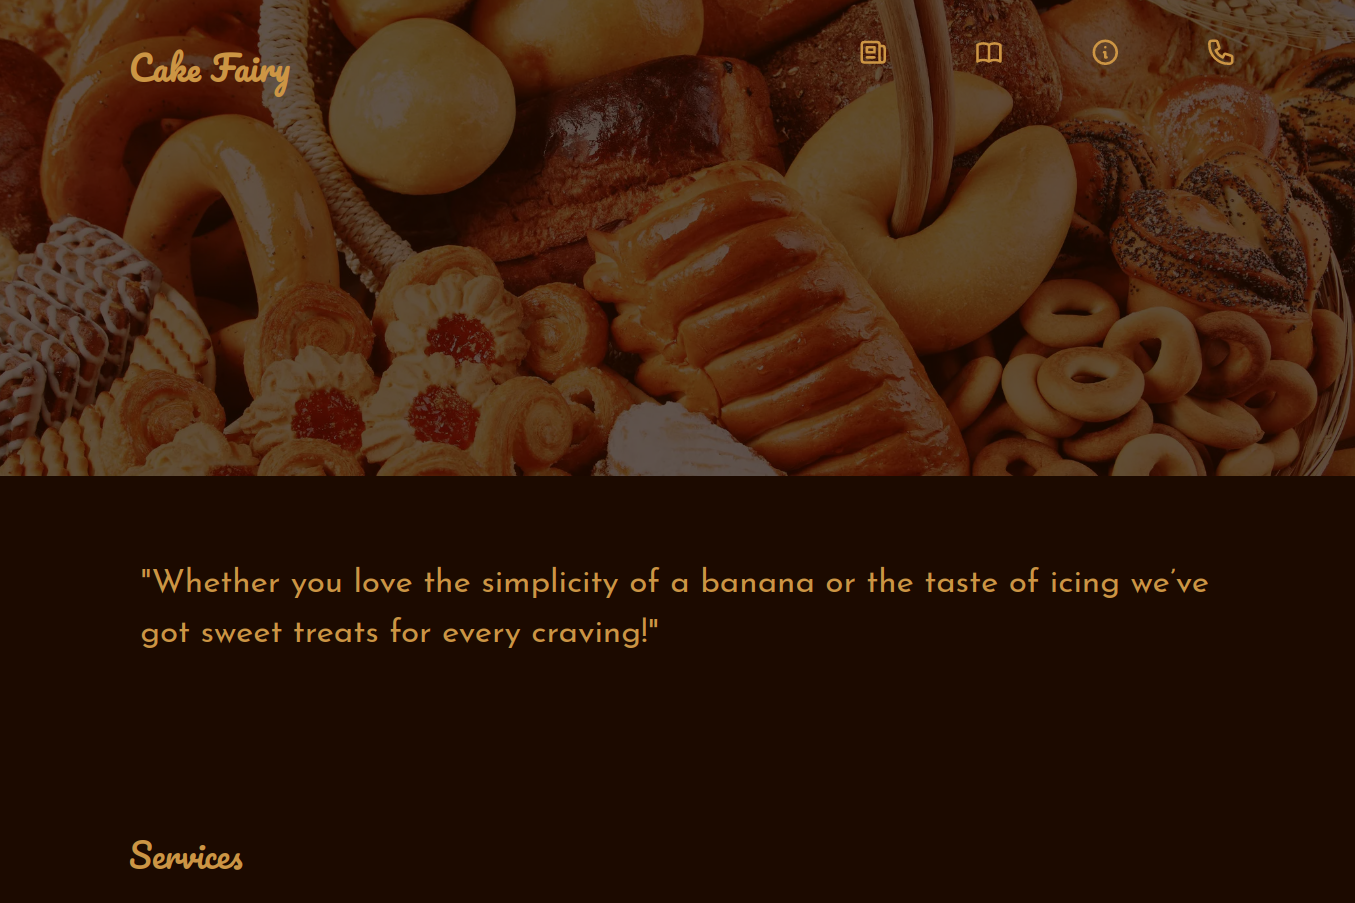 Cake Fairy
"Whether you love the simplicity of a banana or the taste of icing we’ve
got sweet treats for every craving!"
Services